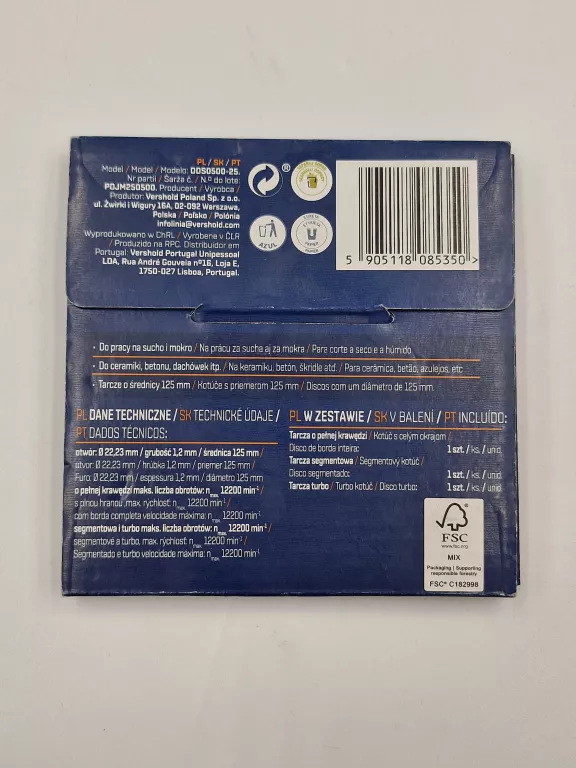 PL / SK / PT
Model / Model / Modelo: DDS0500-25.
Nr partii / Šarža č. / N.º do lote:
PDJM250500. Producent / Výrobca /
Produtor: Vershold Poland Sp. z o.o.
ul. Żwirki i Wigury 16A, 02-092 Warszawa,
Polska / Poľsko / Polónia
infolinia@vershold.com
Wyprodukowano w ChRL / Vyrobené v ČĽR
/ Produzido na RPC. Distribuidor em
Portugal: Vershold Portugal Unipessoal
LDA, Rua André Gouveia nº16, Loja E,
1750-027 Lisboa, Portugal.
®
AZUL
PAPIER
5 905118 085350 >
• Do pracy na sucho i mokro / Na prácu za sucha aj za mokra / Para corte a seco e a húmido
• Do ceramiki, betonu, dachówek itp. / Na keramiku, betón, škridle atď. / Para cerâmica, betão, azulejos, etc
• Tarcze o średnicy 125 mm / Kotúče s priemerom 125 mm / Discos com um diâmetro de 125 mm
PL DANE TECHNICZNE / SK TECHNICKÉ ÚDAJE /
PT DADOS TÉCNICOS:
otwór: Ø 22,23 mm / grubość 1,2 mm / średnica 125 mm /
otvor: Ø 22,23 mm / hrúbka 1,2 mm / priemer 125 mm /
Furo: Ø 22,23 mm / espessura 1,2 mm / diâmetro 125 mm
o pełnej krawędzi maks. liczba obrotów: n max. 12200 min⁻¹ /
s plnou hranou max. rýchlosť: n max. 12200 min⁻¹ /
com borda completa velocidade máxima: n max. 12200 min⁻¹
segmentowa i turbo maks. liczba obrotów: n max. 12200 min⁻¹ /
segmentové a turbo, max. rýchlosť: n max. 12200 min⁻¹ /
Segmentado e turbo velocidade máxima: n max. 12200 min⁻¹
PL W ZESTAWIE / SK V BALENÍ / PT INCLUÍDO:
Tarcza o pełnej krawędzi / Kotúč s celým okrajom /
Disco de borda inteira: 1 szt. / ks. / unid.
Tarcza segmentowa / Segmentový kotúč /
Disco segmentado: 1 szt. / ks. / unid.
Tarcza turbo / Turbo kotúč / Disco turbo: 1 szt. / ks. / unid.
FSC
www.fsc.org
MIX
Packaging | Supporting
responsible forestry
FSC® C182998